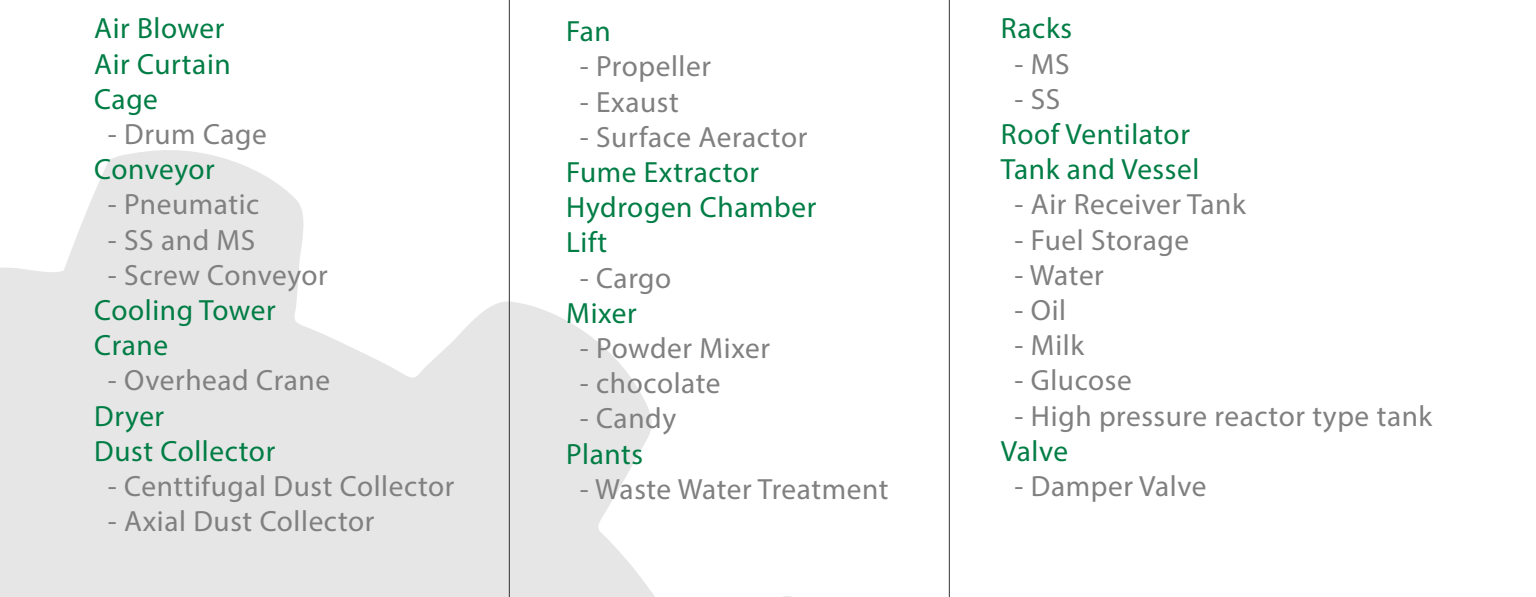 Air Blower
Air Curtain
Cage
- Drum Cage
Conveyor
- Pneumatic
- SS and MS
- Screw Conveyor
Cooling Tower
Crane
- Overhead Crane
Dryer
Dust Collector
- Centtifugal Dust Collector
- Axial Dust Collector
Fan
- Propeller
- Exaust
- Surface Aeractor
Fume Extractor
Hydrogen Chamber
Lift
- Cargo
Mixer
- Powder Mixer
- chocolate
- Candy
Plants
- Waste Water Treatment
Racks
- MS
- SS
Roof Ventilator
Tank and Vessel
- Air Receiver Tank
- Fuel Storage
- Water
- Oil
- Milk
- Glucose
- High pressure reactor type tank
Valve
- Damper Valve